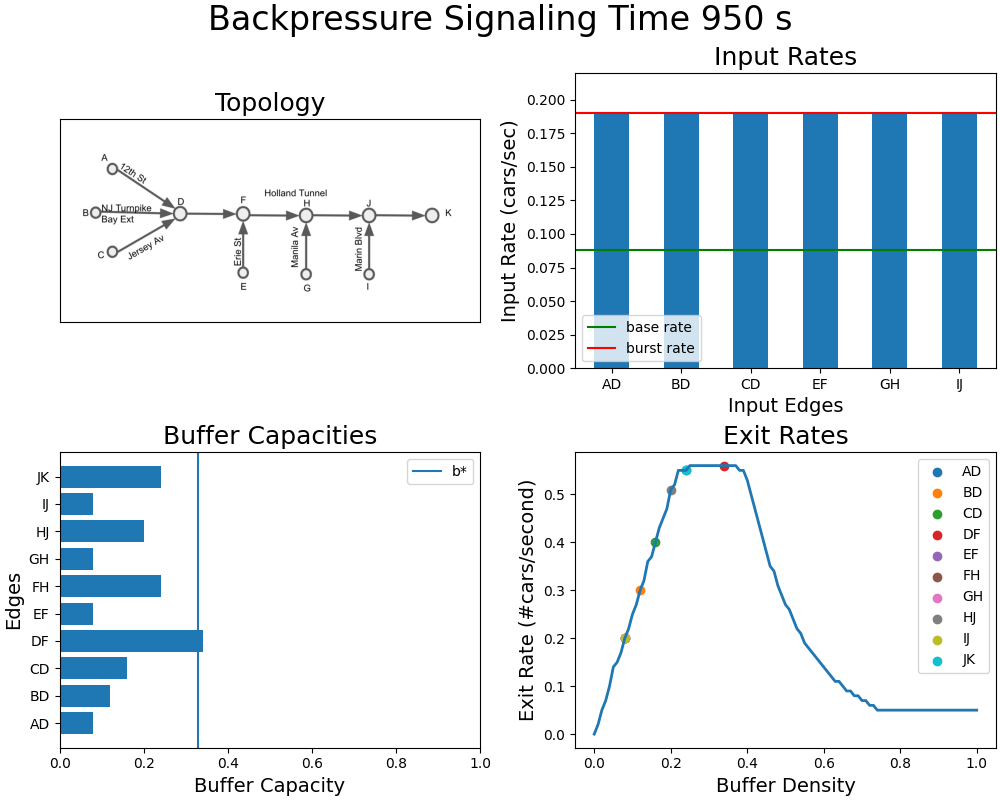 Backpressure Signaling Time 950 s
Topology
A
12th St
B
NJ Turnpike
Bay Ext
C
Jersey Av
D
F
Holland Tunnel
H
J
K
Erie St
Manila Av
Marin Blvd
E
G
I
Input Rates
Input Rate (cars/sec)
0.200
0.175
0.150
0.125
0.100
0.075
0.050
0.025
0.000
base rate
burst rate
AD BD CD EF GH IJ
Input Edges
Buffer Capacities
Edges
JK
IJ
HJ
GH
FH
EF
DF
CD
BD
AD
b*
0.0 0.2 0.4 0.6 0.8 1.0
Buffer Capacity
Exit Rates
Exit Rate (#cars/second)
0.5
0.4
0.3
0.2
0.1
0.0
AD
BD
CD
DF
EF
FH
GH
HJ
IJ
JK
0.0 0.2 0.4 0.6 0.8 1.0
Buffer Density